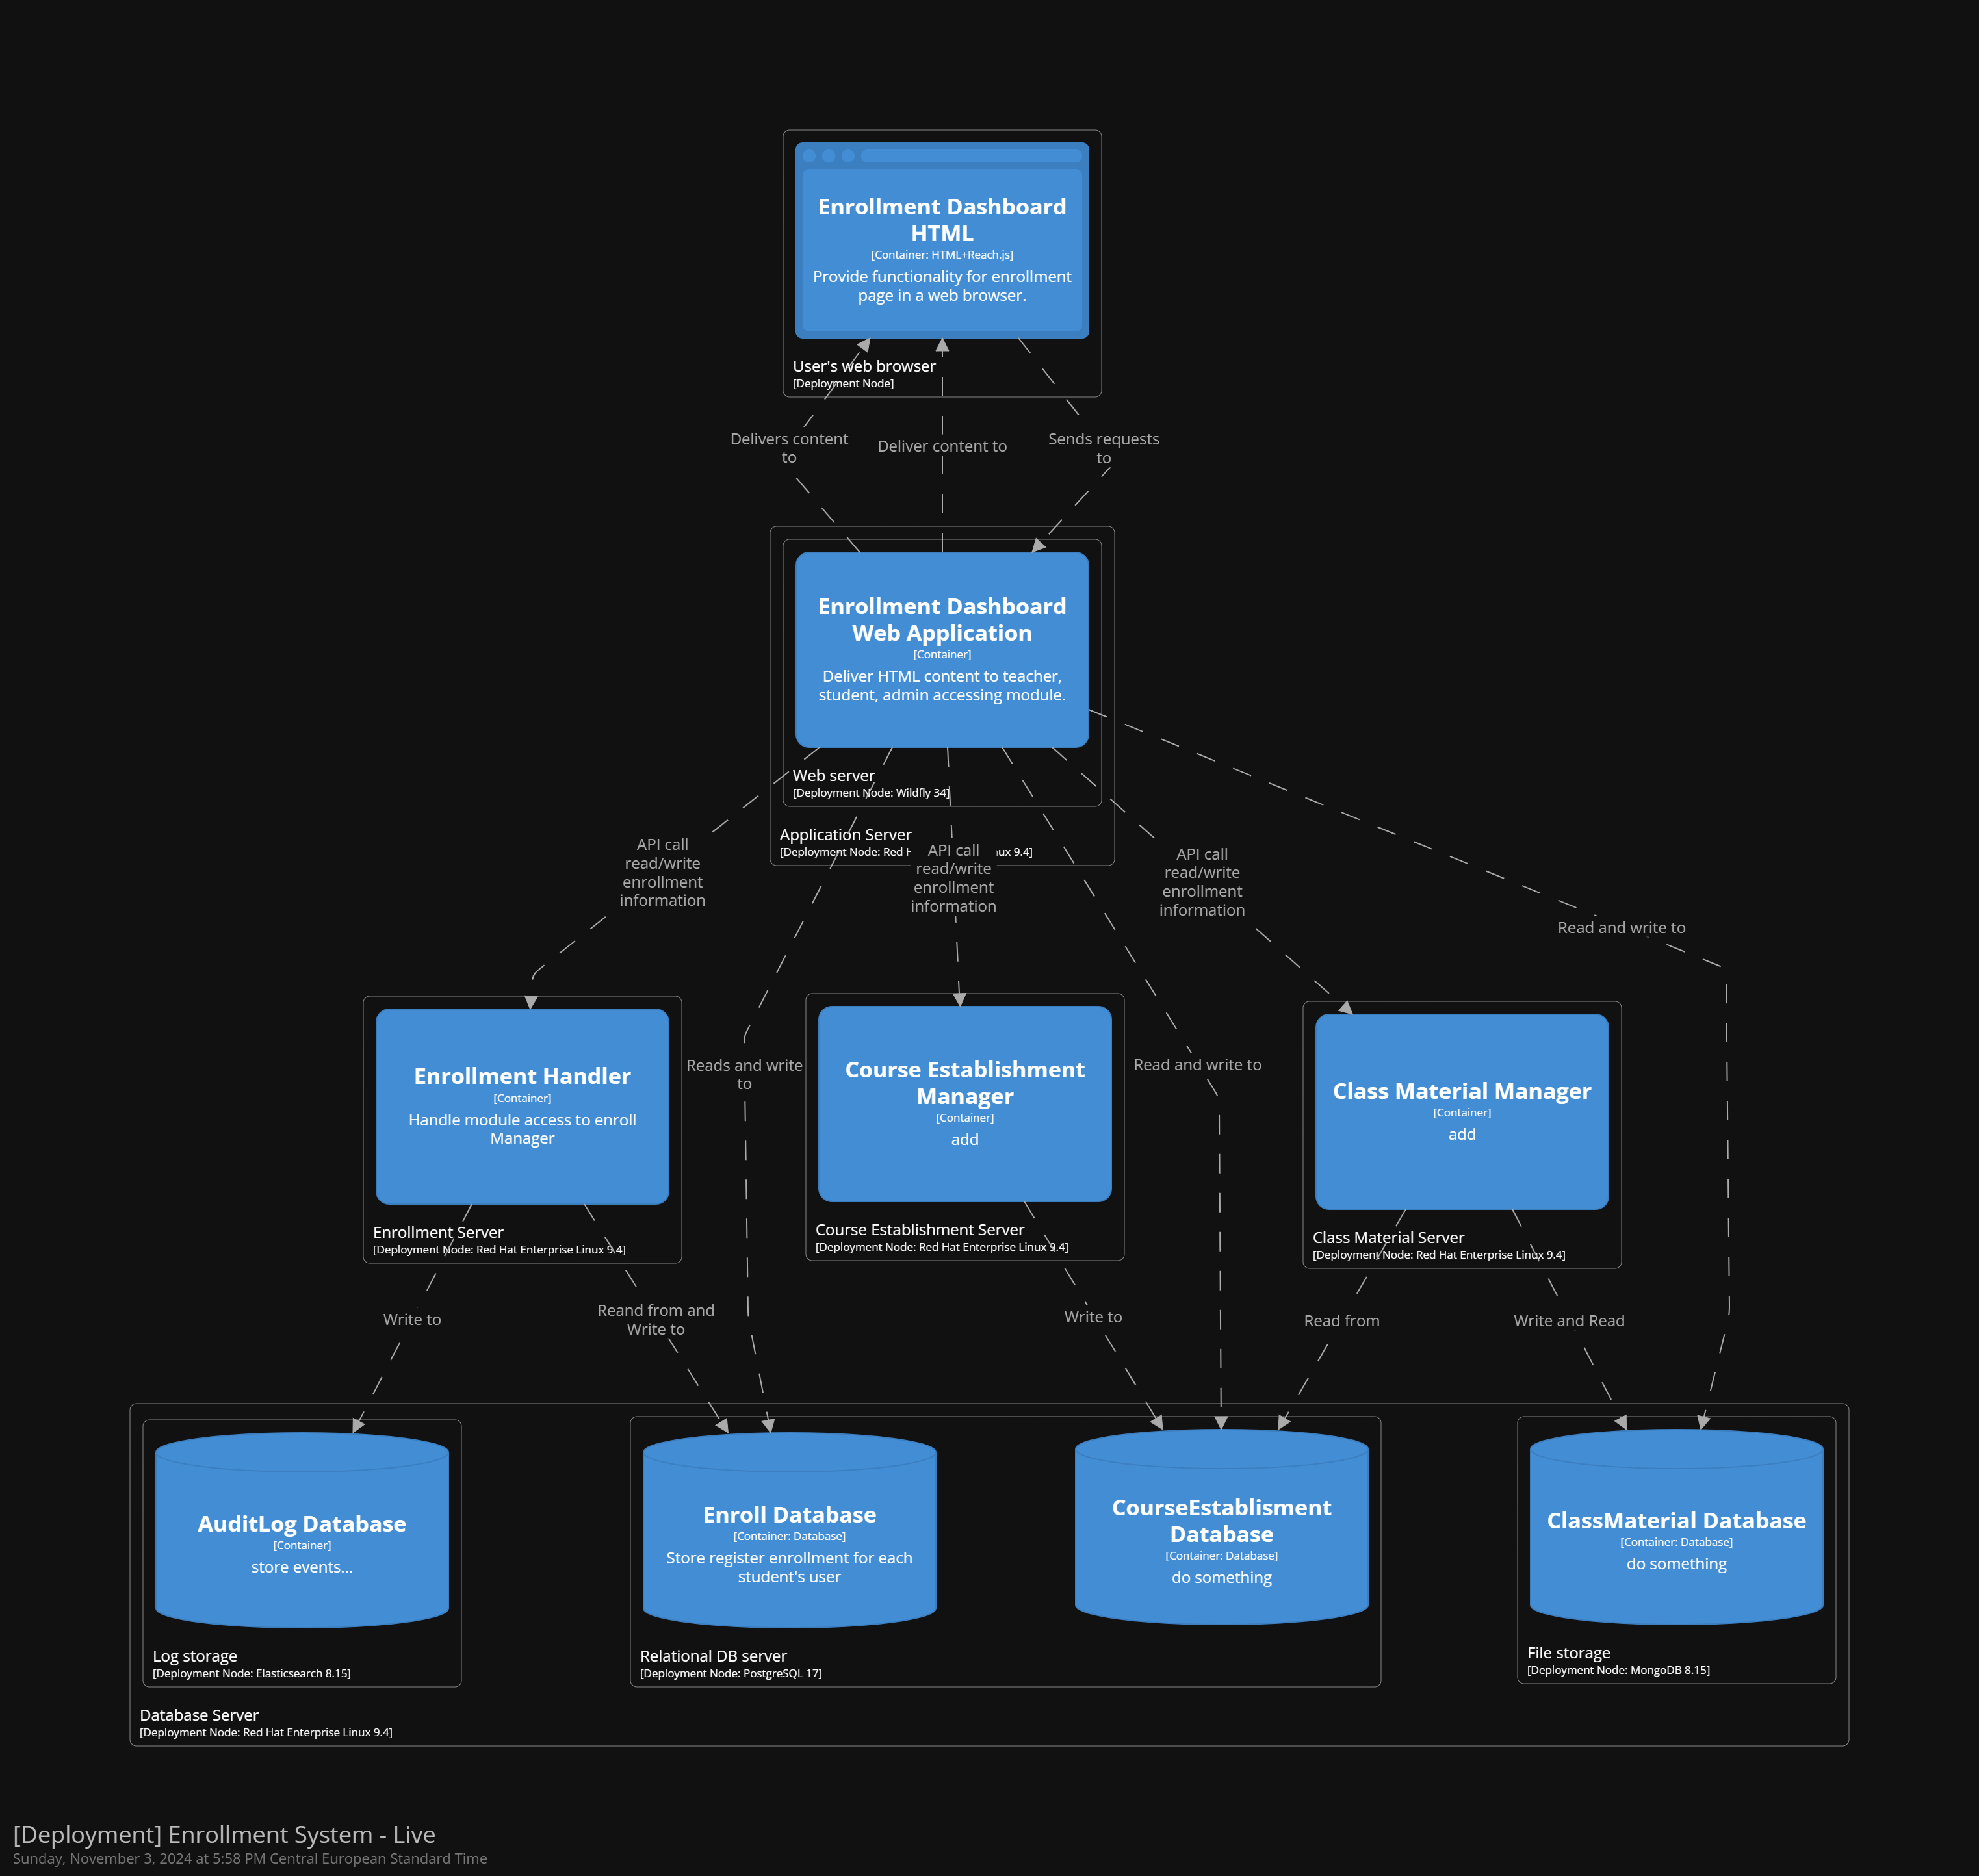 Enrollment Dashboard
HTML
[Container: HTML+Reach.js]
Provide functionality for enrollment
page in a web browser.
User's web browser
[Deployment Node]
Delivers content
to
Deliver content to
Sends requests
to
Enrollment Dashboard
Web Application
[Container]
Deliver HTML content to teacher,
student, admin accessing module.
Web server
[Deployment Node: Wildfly 34]
Application Server
[Deployment Node: Red H
ux 9.4]
API call
read/write
enrollment
information
API call
read/write
enrollment
information
API call
read/write
enrollment
information
Read and write to
Enrollment Handler
[Container]
Handle module access to enroll
Manager
Enrollment Server
[Deployment Node: Red Hat Enterprise Linux 9.4]
Reads and write
to
Course Establishment
Manager
[Container]
add
Course Establishment Server
[Deployment Node: Red Hat Enterprise Linux 9.4]
Read and write to
Class Material Manager
[Container]
add
Class Material Server
[Deployment Node: Red Hat Enterprise Linux 9.4]
Write to
Reand from and
Write to
Write to
Read from
Write and Read
AuditLog Database
[Container]
store events...
Log storage
[Deployment Node: Elasticsearch 8.15]
Enroll Database
[Container: Database]
Store register enrollment for each
student's user
Relational DB server
[Deployment Node: PostgreSQL 17]
CourseEstablisment
Database
[Container: Database]
do something
ClassMaterial Database
[Container: Database]
do something
File storage
[Deployment Node: MongoDB 8.15]
Database Server
[Deployment Node: Red Hat Enterprise Linux 9.4]
[Deployment] Enrollment System - Live
Sunday, November 3, 2024 at 5:58 PM Central European Standard Time